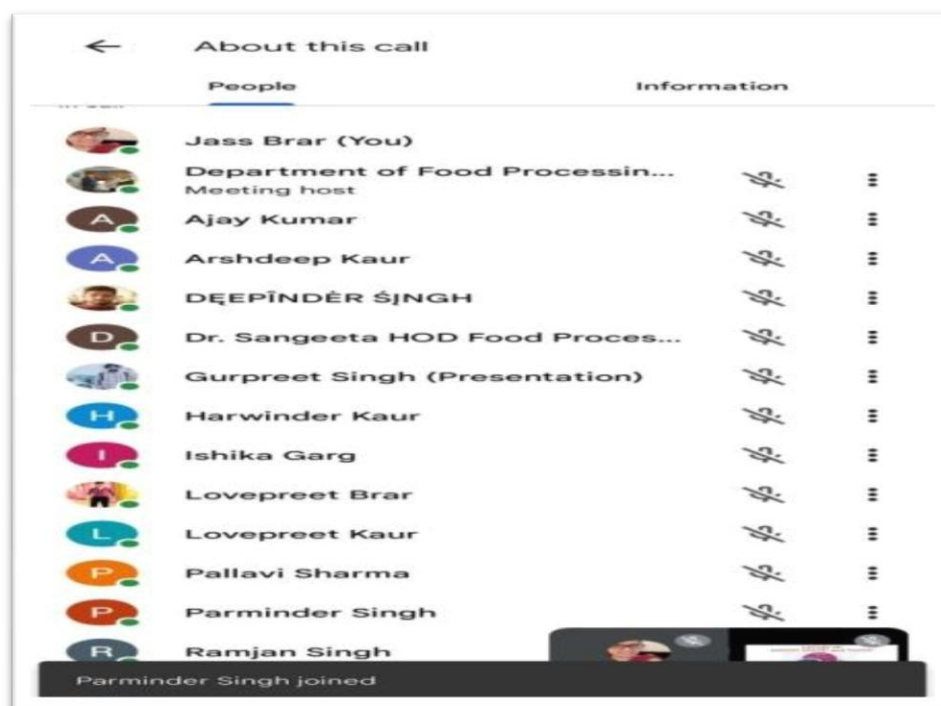 About this call
People
Information
Jass Brar (You)
Department of Food Processin...
Meeting host
A
Ajay Kumar
A
Arshdeep Kaur
DĘEPÎNDĖR ŚĮNGH
D
Dr. Sangeeta HOD Food Proces...
Gurpreet Singh (Presentation)
H
Harwinder Kaur
I
Ishika Garg
Lovepreet Brar
L
Lovepreet Kaur
P
Pallavi Sharma
P
Parminder Singh
R
Ramjan Singh
Parminder Singh joined